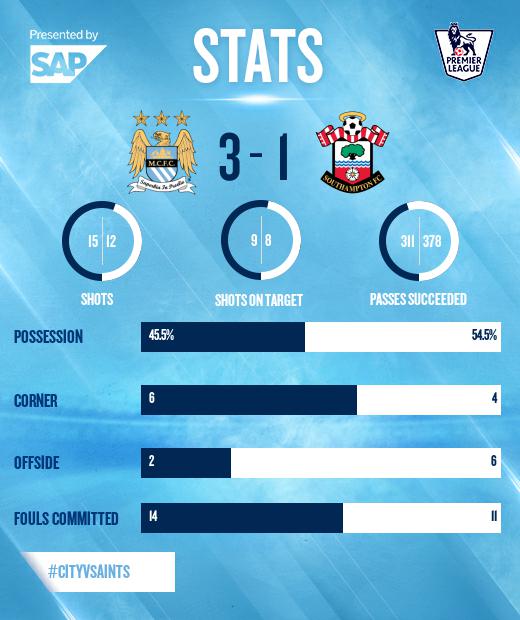 Presented by
SAP
STATS
PREMIER
LEAGUE
M.C.F.C.
Superbia In Proelio
3 - 1
SOUTHAMPTON FC
15 12
9 8
311 378
SHOTS
SHOTS ON TARGET
PASSES SUCCEEDED
POSSESSION
45.5%
54.5%
CORNER
6
4
OFFSIDE
2
6
FOULS COMMITTED
14
11
#CITYVSAINTS